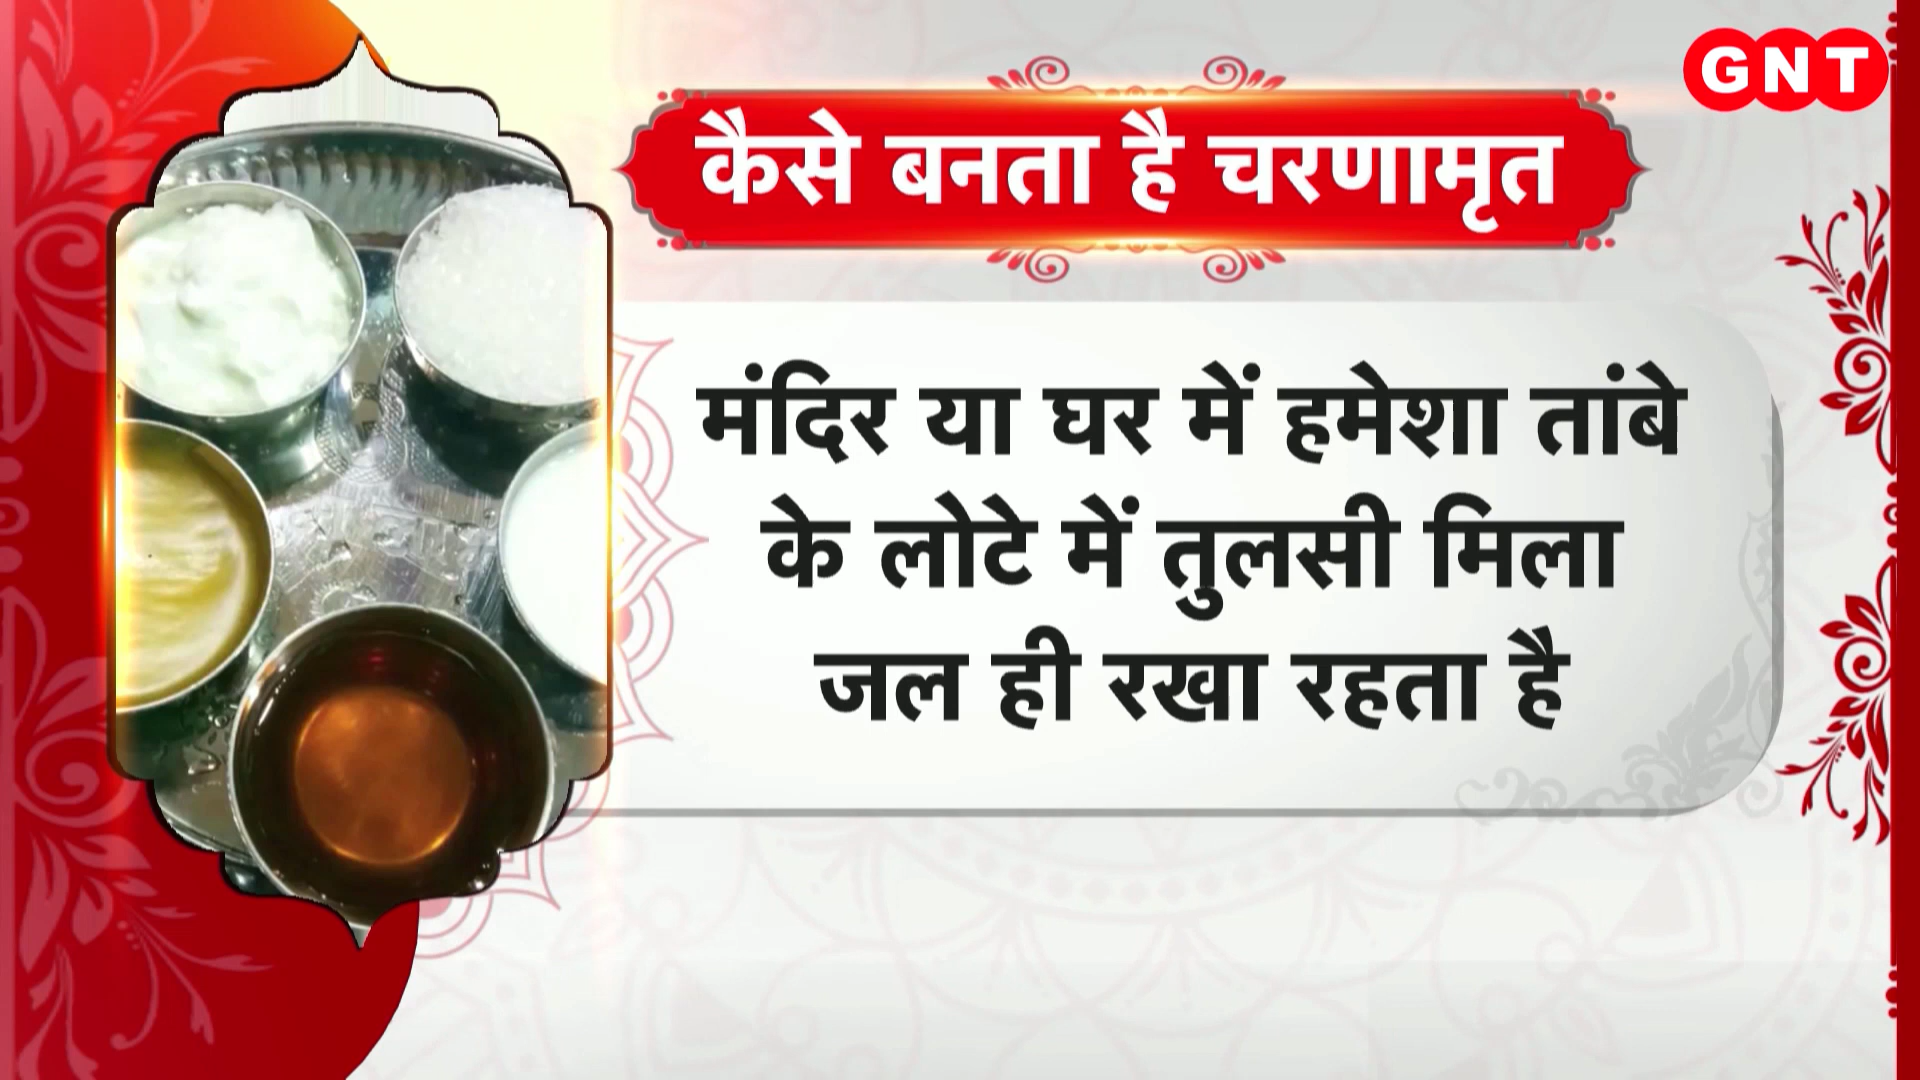 GNT
कैसे बनता है चरणामृत
मंदिर या घर में हमेशा तांबे
के लोटे में तुलसी मिला
जल ही रखा रहता है